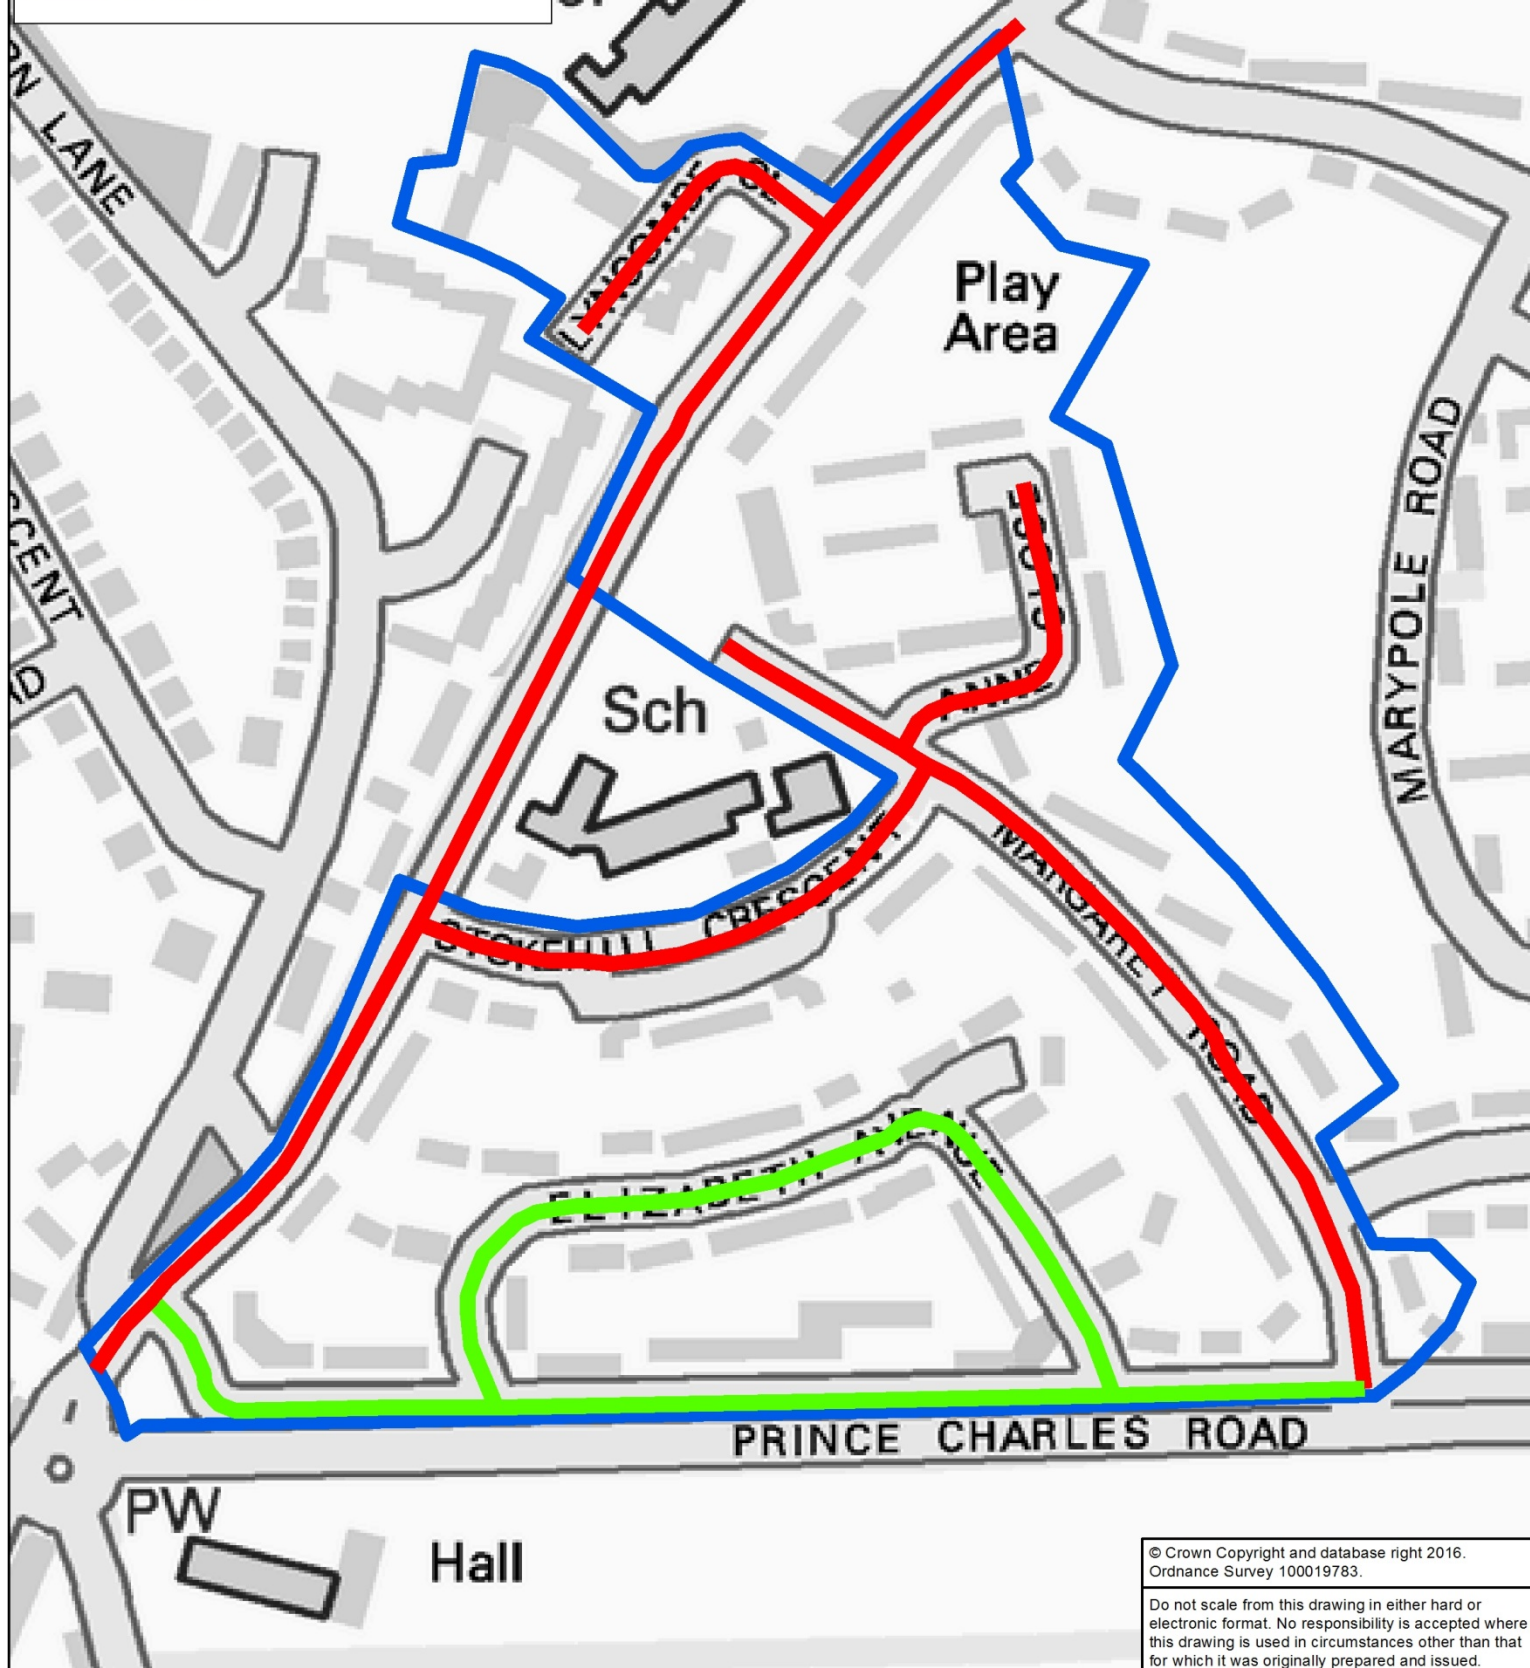 LANE
LYNSCOMBE CL
Play
Area
MARYPOLE ROAD
CLOSE
ANNE
Sch
STOKEHILL CRESCENT
MARGARET ROAD
ELIZABETH AVENUE
PRINCE CHARLES ROAD
PW
Hall
© Crown Copyright and database right 2016.
Ordnance Survey 100019783.
Do not scale from this drawing in either hard or
electronic format. No responsibility is accepted where
this drawing is used in circumstances other than that
for which it was originally prepared and issued.